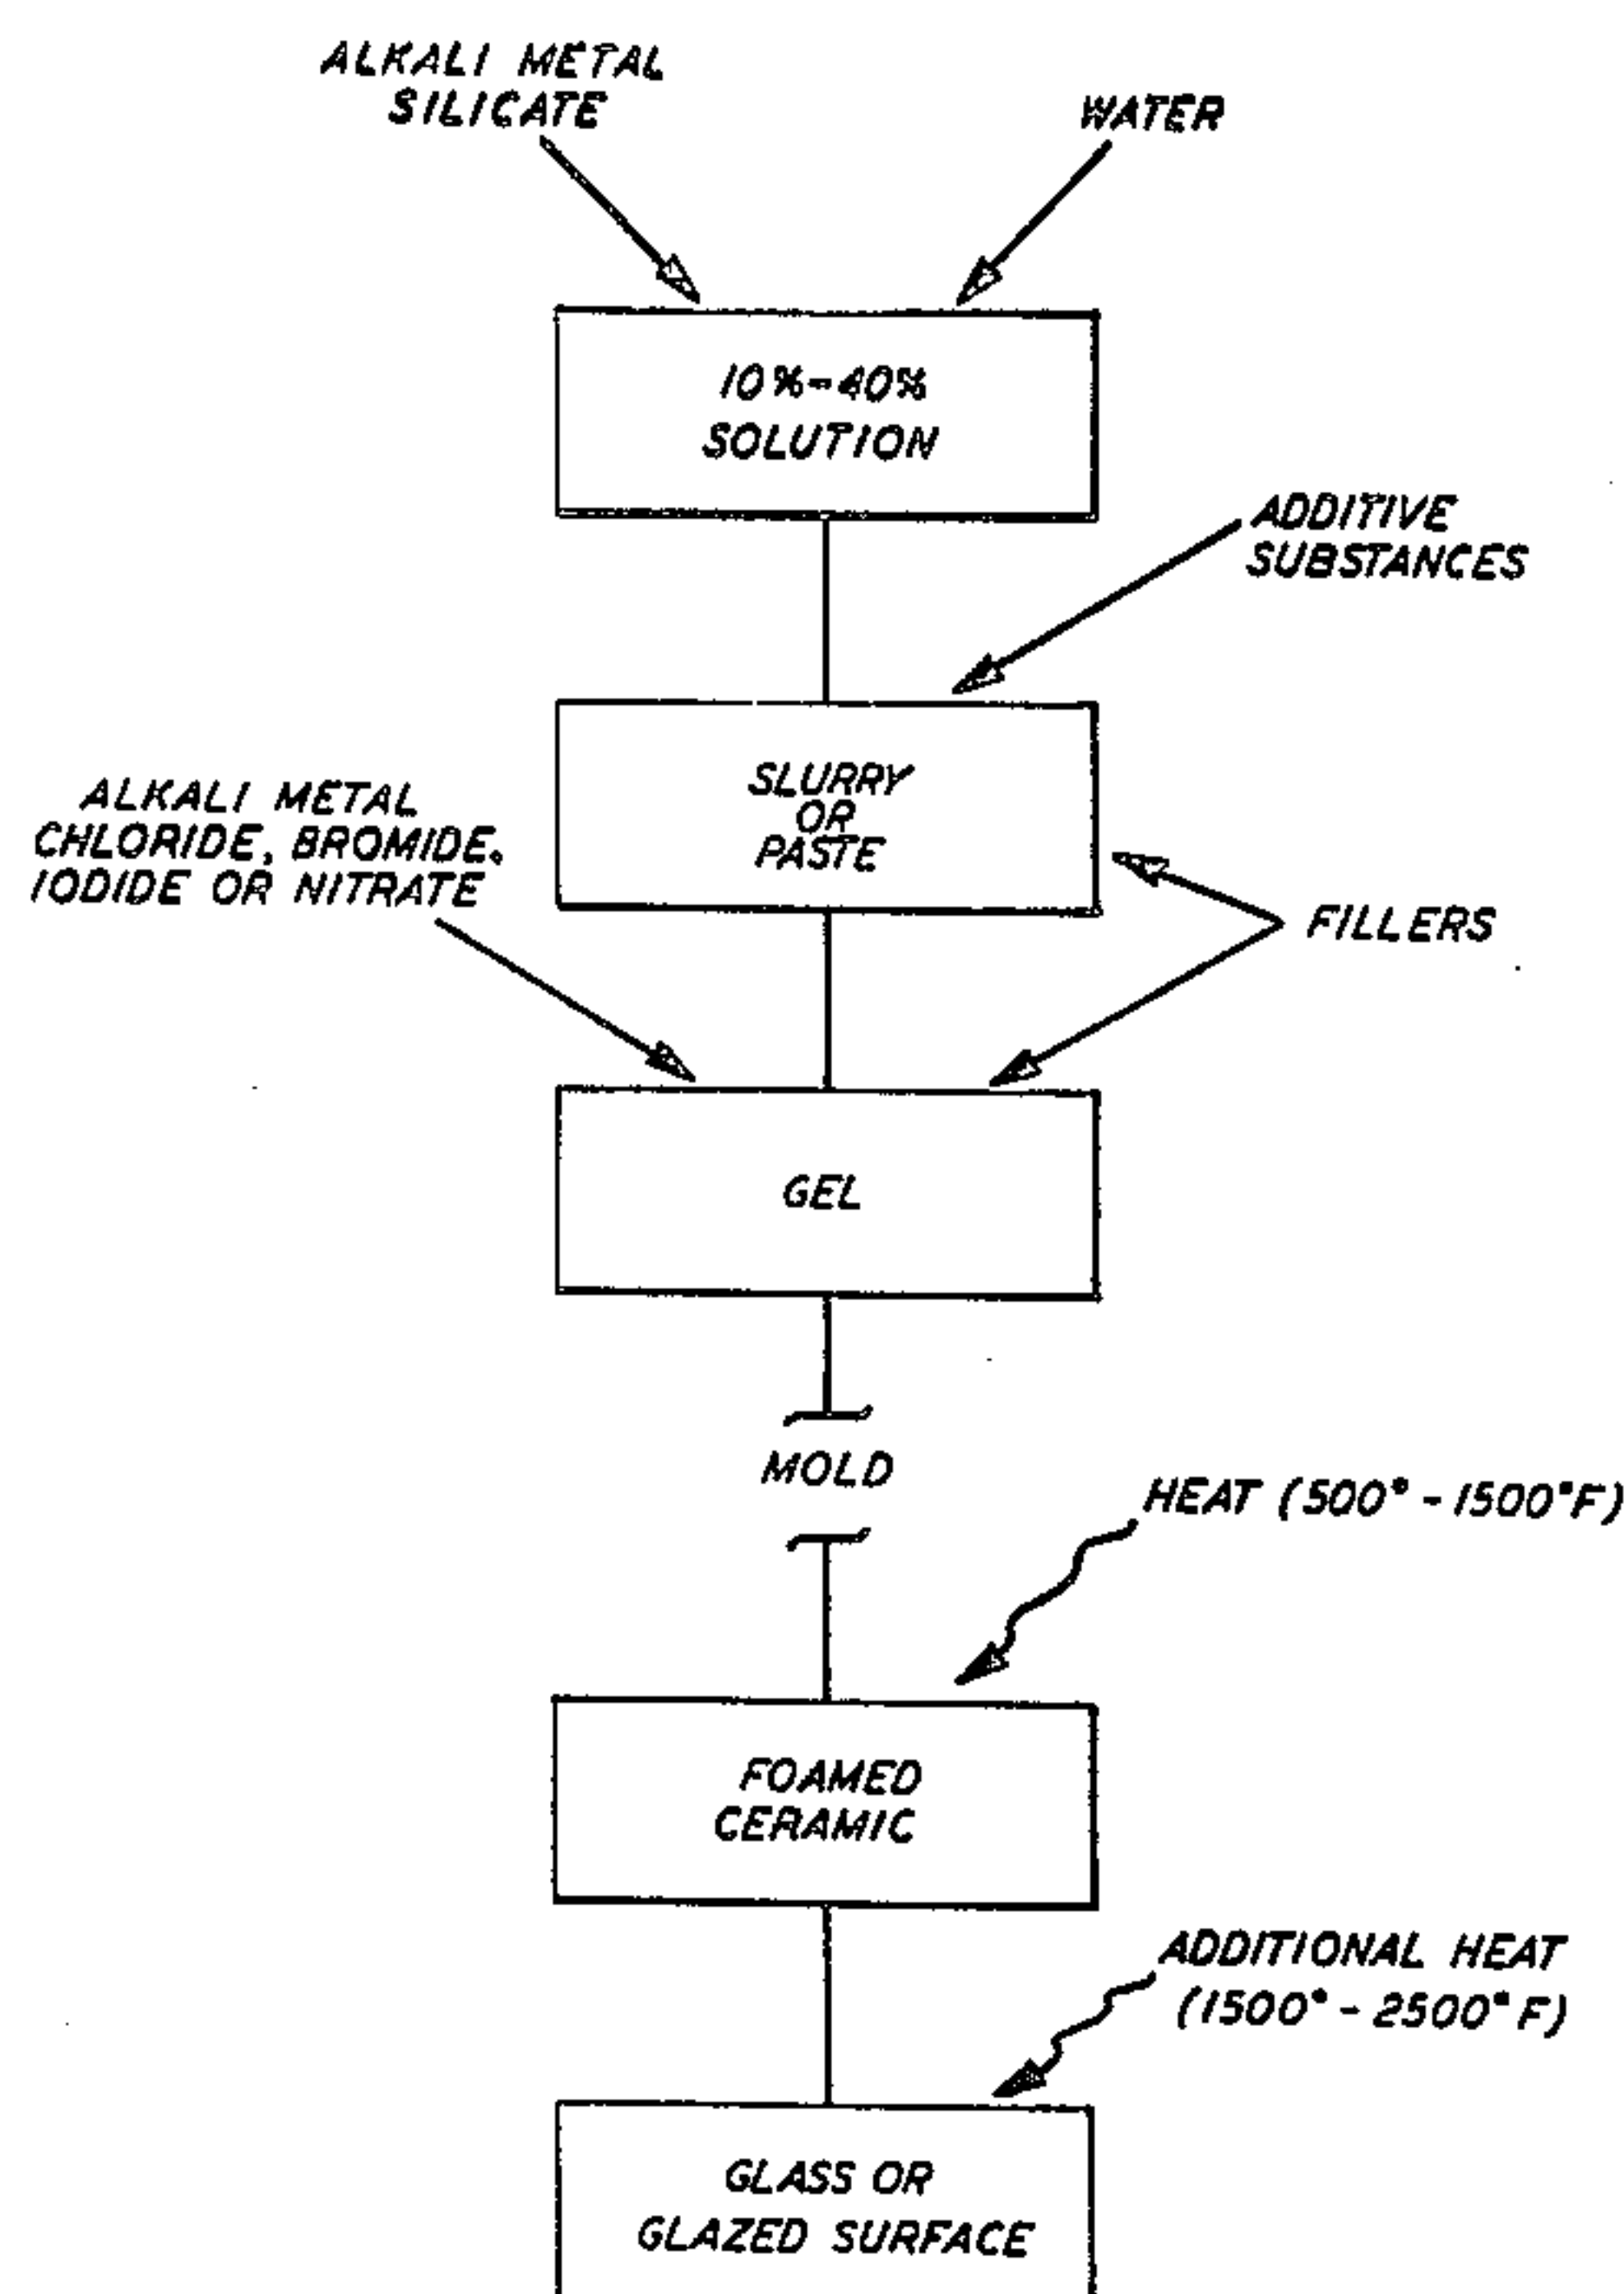 ALKALI METAL
SILICATE
WATER
10%-40%
SOLUTION
ADDITIVE
SUBSTANCES
SLURRY
OR
PASTE
ALKALI METAL
CHLORIDE, BROMIDE.
IODIDE OR NITRATE
FILLERS
GEL
MOLD
HEAT (500° - 1500°F)
FOAMED
CERAMIC
ADDITIONAL HEAT
(1500° - 2500° F)
GLASS OR
GLAZED SURFACE